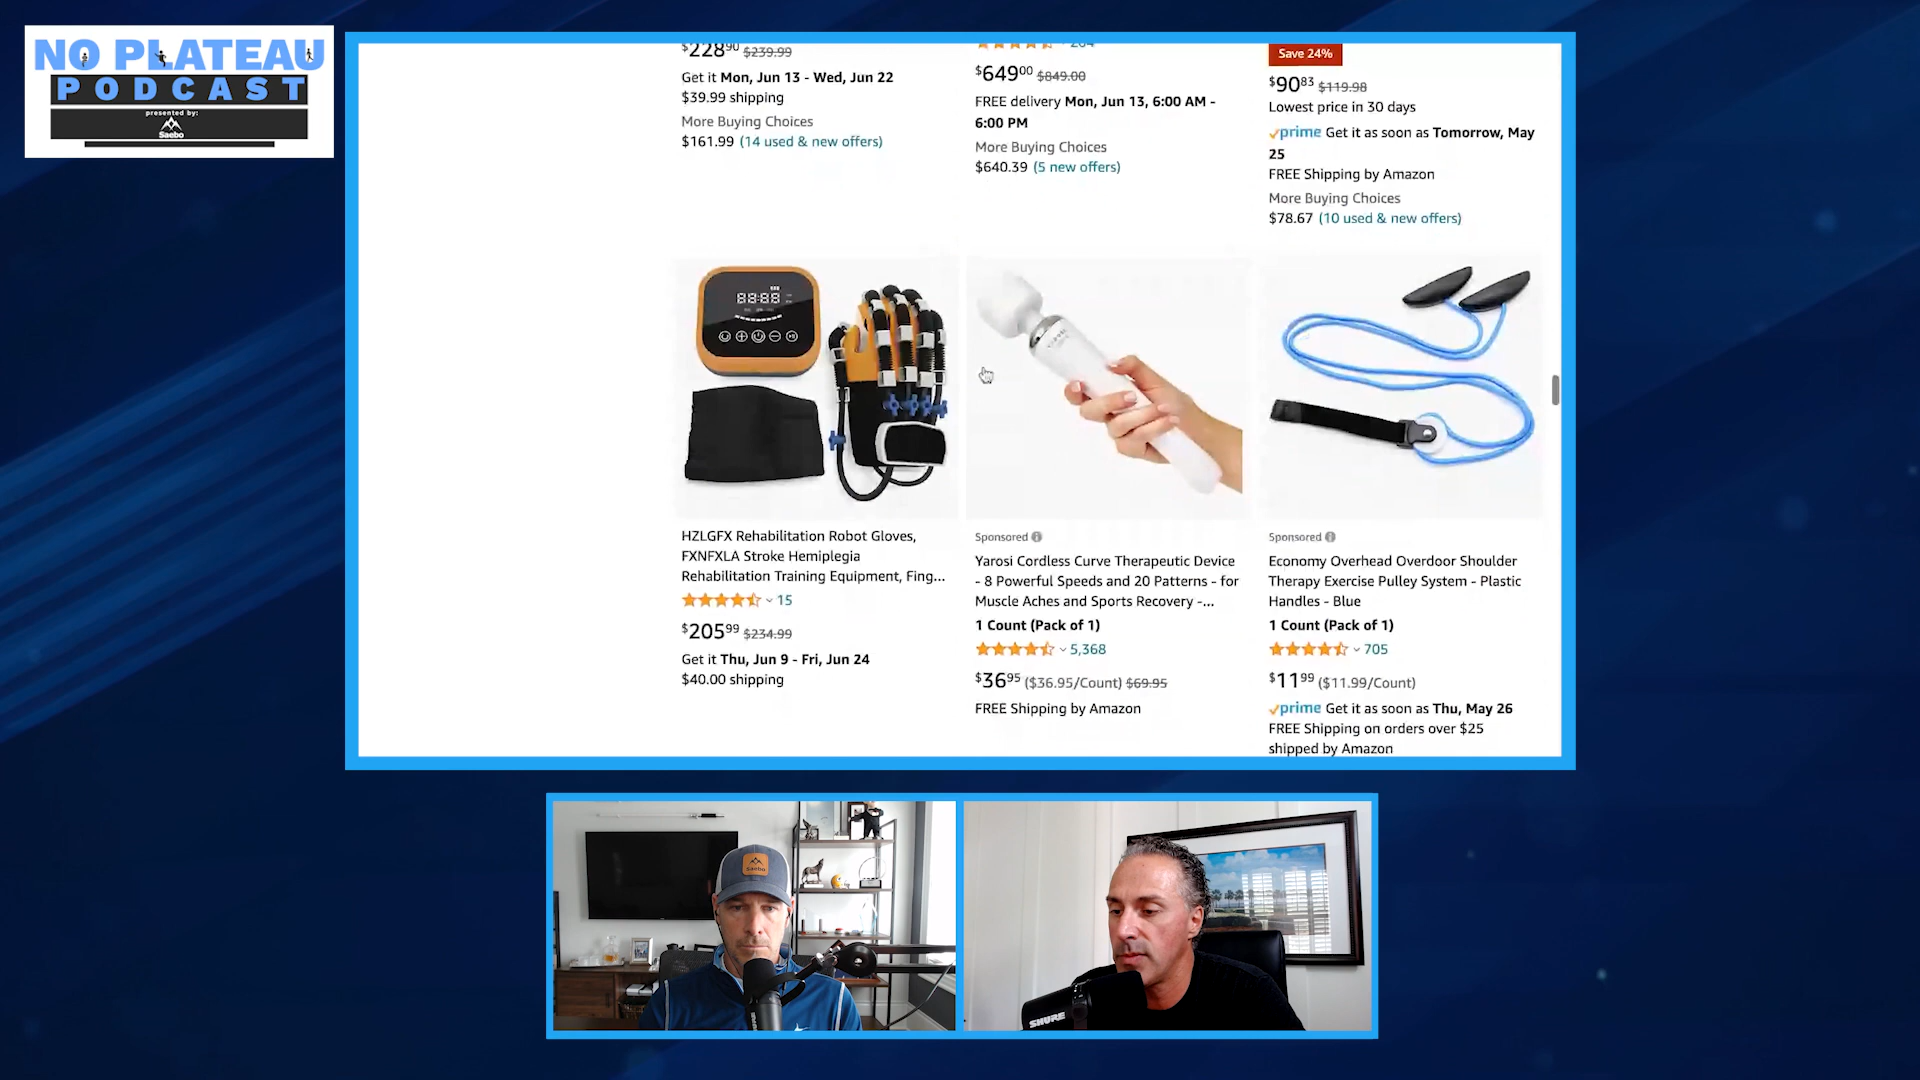 NO PLATEAU
PODCAST
presented by:
Saebo
$228.90 $239.99
Get it Mon, Jun 13 - Wed, Jun 22
$39.99 shipping
More Buying Choices
$161.99 (14 used & new offers)
264
$649.00 $849.00
FREE delivery Mon, Jun 13, 6:00 AM -
6:00 PM
More Buying Choices
$640.39 (5 new offers)
Save 24%
$90.83 $119.98
Lowest price in 30 days
prime Get it as soon as Tomorrow, May
25
FREE Shipping by Amazon
More Buying Choices
$78.67 (10 used & new offers)
88:88
HZLGFX Rehabilitation Robot Gloves,
FXNFXLA Stroke Hemiplegia
Rehabilitation Training Equipment, Fing...
15
$205.99 $234.99
Get it Thu, Jun 9 - Fri, Jun 24
$40.00 shipping
Sponsored
Yarosi Cordless Curve Therapeutic Device
- 8 Powerful Speeds and 20 Patterns - for
Muscle Aches and Sports Recovery -...
1 Count (Pack of 1)
5,368
$36.95 ($36.95/Count) $69.95
FREE Shipping by Amazon
Sponsored
Economy Overhead Overdoor Shoulder
Therapy Exercise Pulley System - Plastic
Handles - Blue
1 Count (Pack of 1)
705
$11.99 ($11.99/Count)
prime Get it as soon as Thu, May 26
FREE Shipping on orders over $25
shipped by Amazon
Saebo
SHURE